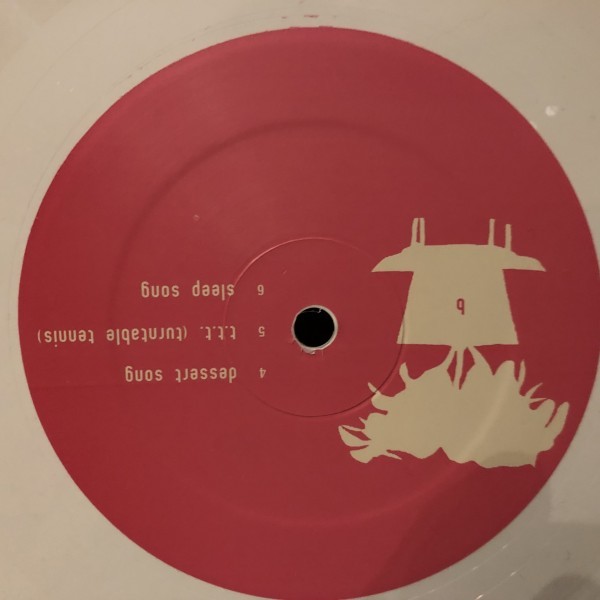 b
4 dessert song
5 t.t.t. (turntable tennis)
6 sleep song